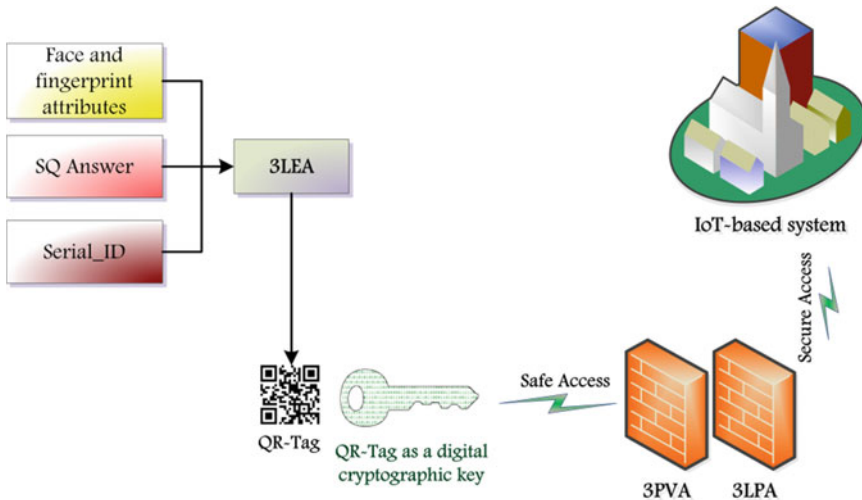 Face and
fingerprint
attributes
SQ Answer
Serial_ID
3LEA
QR-Tag
QR-Tag as a digital
cryptographic key
Safe Access
3PVA
3LPA
Secure Access
IoT-based system